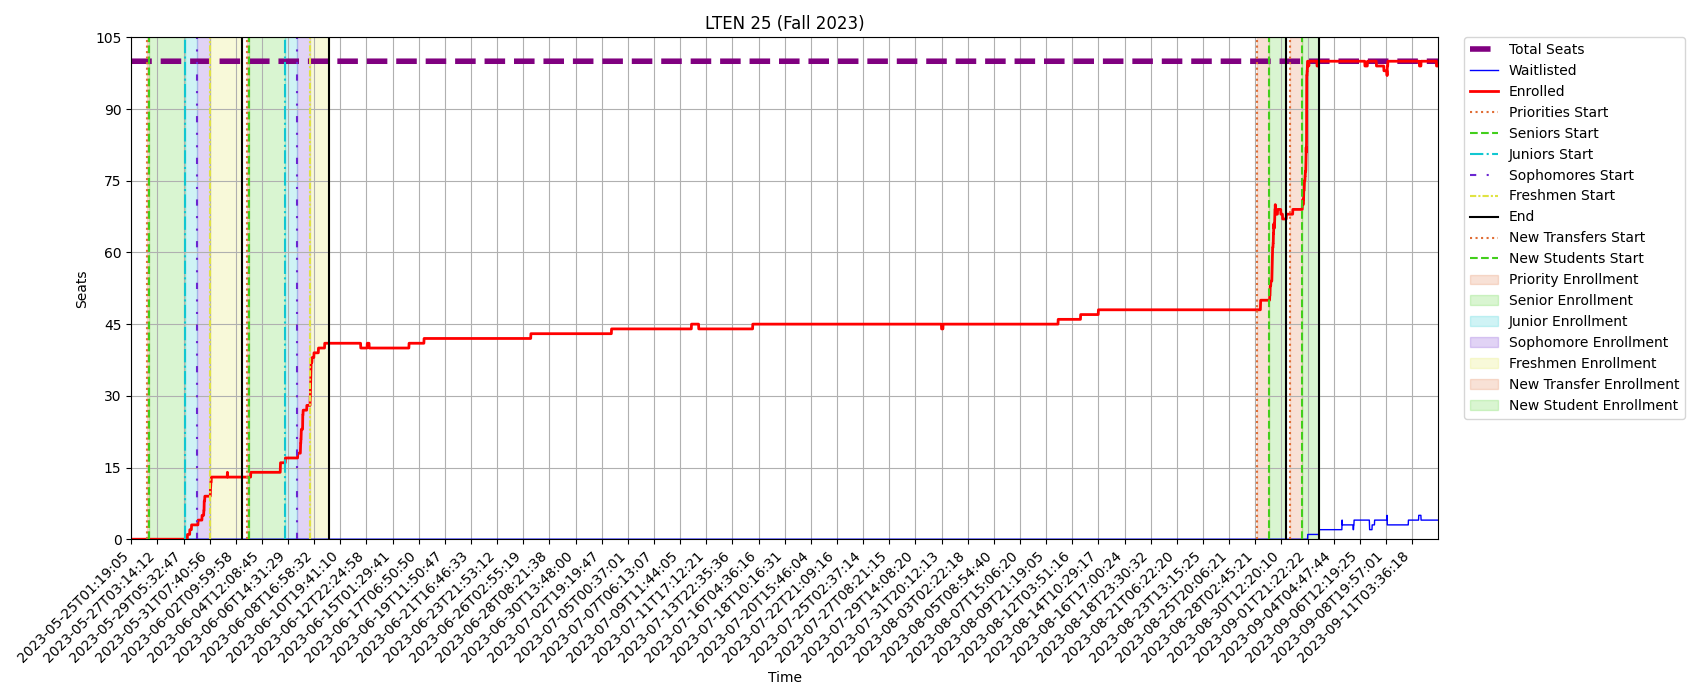 LTEN 25 (Fall 2023)
105
90
75
60
45
30
15
0
Seats
2023-05-25T01:19:05
2023-05-27T03:14:12
2023-05-29T05:32:47
2023-05-31T07:40:56
2023-06-02T09:59:58
2023-06-04T12:08:45
2023-06-06T14:31:29
2023-06-08T16:58:32
2023-06-10T19:41:10
2023-06-12T22:24:58
2023-06-15T01:29:41
2023-06-17T06:50:50
2023-06-19T11:50:47
2023-06-21T16:46:33
2023-06-23T21:53:12
2023-06-26T02:55:19
2023-06-28T08:21:38
2023-06-30T13:48:00
2023-07-02T19:19:47
2023-07-05T00:37:01
2023-07-07T06:13:07
2023-07-09T11:44:05
2023-07-11T17:12:21
2023-07-13T22:35:36
2023-07-16T04:36:16
2023-07-18T10:16:31
2023-07-20T15:46:04
2023-07-22T21:09:16
2023-07-25T02:37:14
2023-07-27T08:21:15
2023-07-29T14:08:20
2023-07-31T20:12:13
2023-08-03T02:22:18
2023-08-05T08:54:40
2023-08-07T15:06:20
2023-08-09T21:19:05
2023-08-12T03:51:16
2023-08-14T10:29:17
2023-08-16T17:00:24
2023-08-18T23:30:32
2023-08-21T06:22:20
2023-08-23T13:15:25
2023-08-25T20:06:21
2023-08-28T02:45:21
2023-08-30T12:20:10
2023-09-01T21:22:22
2023-09-04T04:47:44
2023-09-06T12:19:25
2023-09-08T19:57:01
2023-09-11T03:36:18
Time
Total Seats
Waitlisted
Enrolled
Priorities Start
Seniors Start
Juniors Start
Sophomores Start
Freshmen Start
End
New Transfers Start
New Students Start
Priority Enrollment
Senior Enrollment
Junior Enrollment
Sophomore Enrollment
Freshmen Enrollment
New Transfer Enrollment
New Student Enrollment